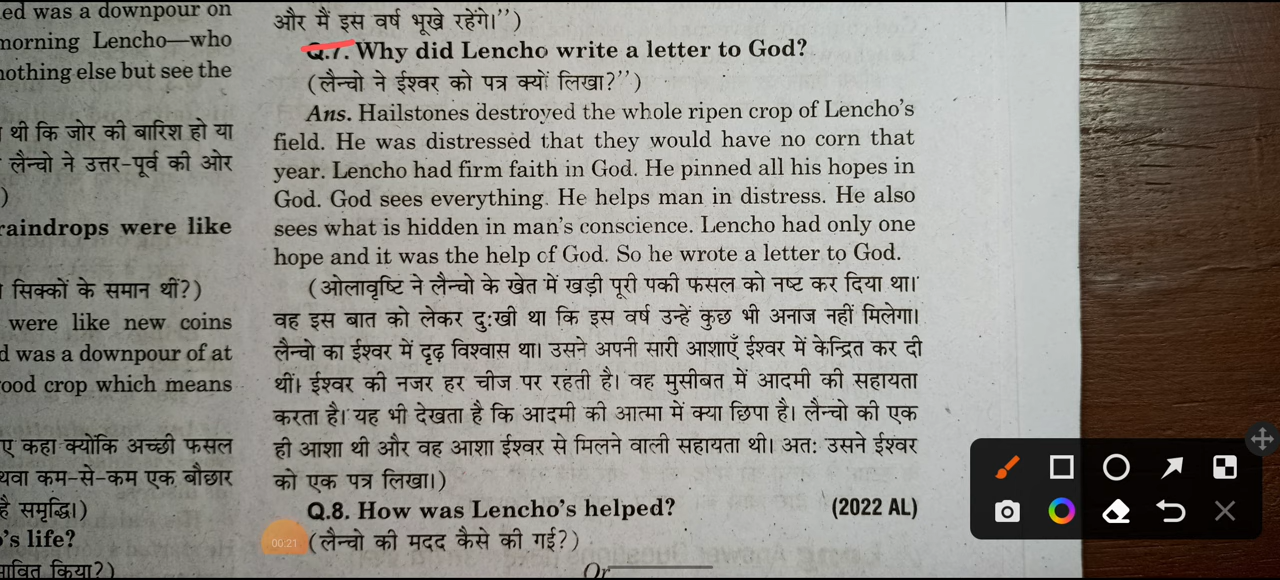 ed was a downpour on
morning Lencho—who
nothing else but see the
थी कि जोर की बारिश हो या
लैन्चो ने उत्तर-पूर्व की ओर
)
raindrops were like
सिक्कों के समान थीं?)
were like new coins
d was a downpour of at
ood crop which means
ए कहा क्योंकि अच्छी फसल
थवा कम-से-कम एक बौछार
है समृद्धि।)
's life?
भावित किया?)
और मैं इस वर्ष भूखे रहेंगे।'')
Q.7. Why did Lencho write a letter to God?
(लैन्चो ने ईश्वर को पत्र क्यों लिखा?'')
Ans. Hailstones destroyed the whole ripen crop of Lencho's
field. He was distressed that they would have no corn that
year. Lencho had firm faith in God. He pinned all his hopes in
God. God sees everything. He helps man in distress. He also
sees what is hidden in man's conscience. Lencho had only one
hope and it was the help of God. So he wrote a letter to God.
(ओलावृष्टि ने लैन्चो के खेत में खड़ी पूरी पकी फसल को नष्ट कर दिया था।
वह इस बात को लेकर दु:खी था कि इस वर्ष उन्हें कुछ भी अनाज नहीं मिलेगा।
लैन्चो का ईश्वर में दृढ़ विश्वास था। उसने अपनी सारी आशाएँ ईश्वर में केन्द्रित कर दी
थीं। ईश्वर की नजर हर चीज पर रहती है। वह मुसीबत में आदमी की सहायता
करता है। यह भी देखता है कि आदमी की आत्मा में क्या छिपा है। लैन्चो की एक
ही आशा थी और वह आशा ईश्वर से मिलने वाली सहायता थी। अत: उसने ईश्वर
को एक पत्र लिखा।)
Q.8. How was Lencho's helped? (2022 AL)
(लैन्चो की मदद कैसे की गई?)
Or
00:21